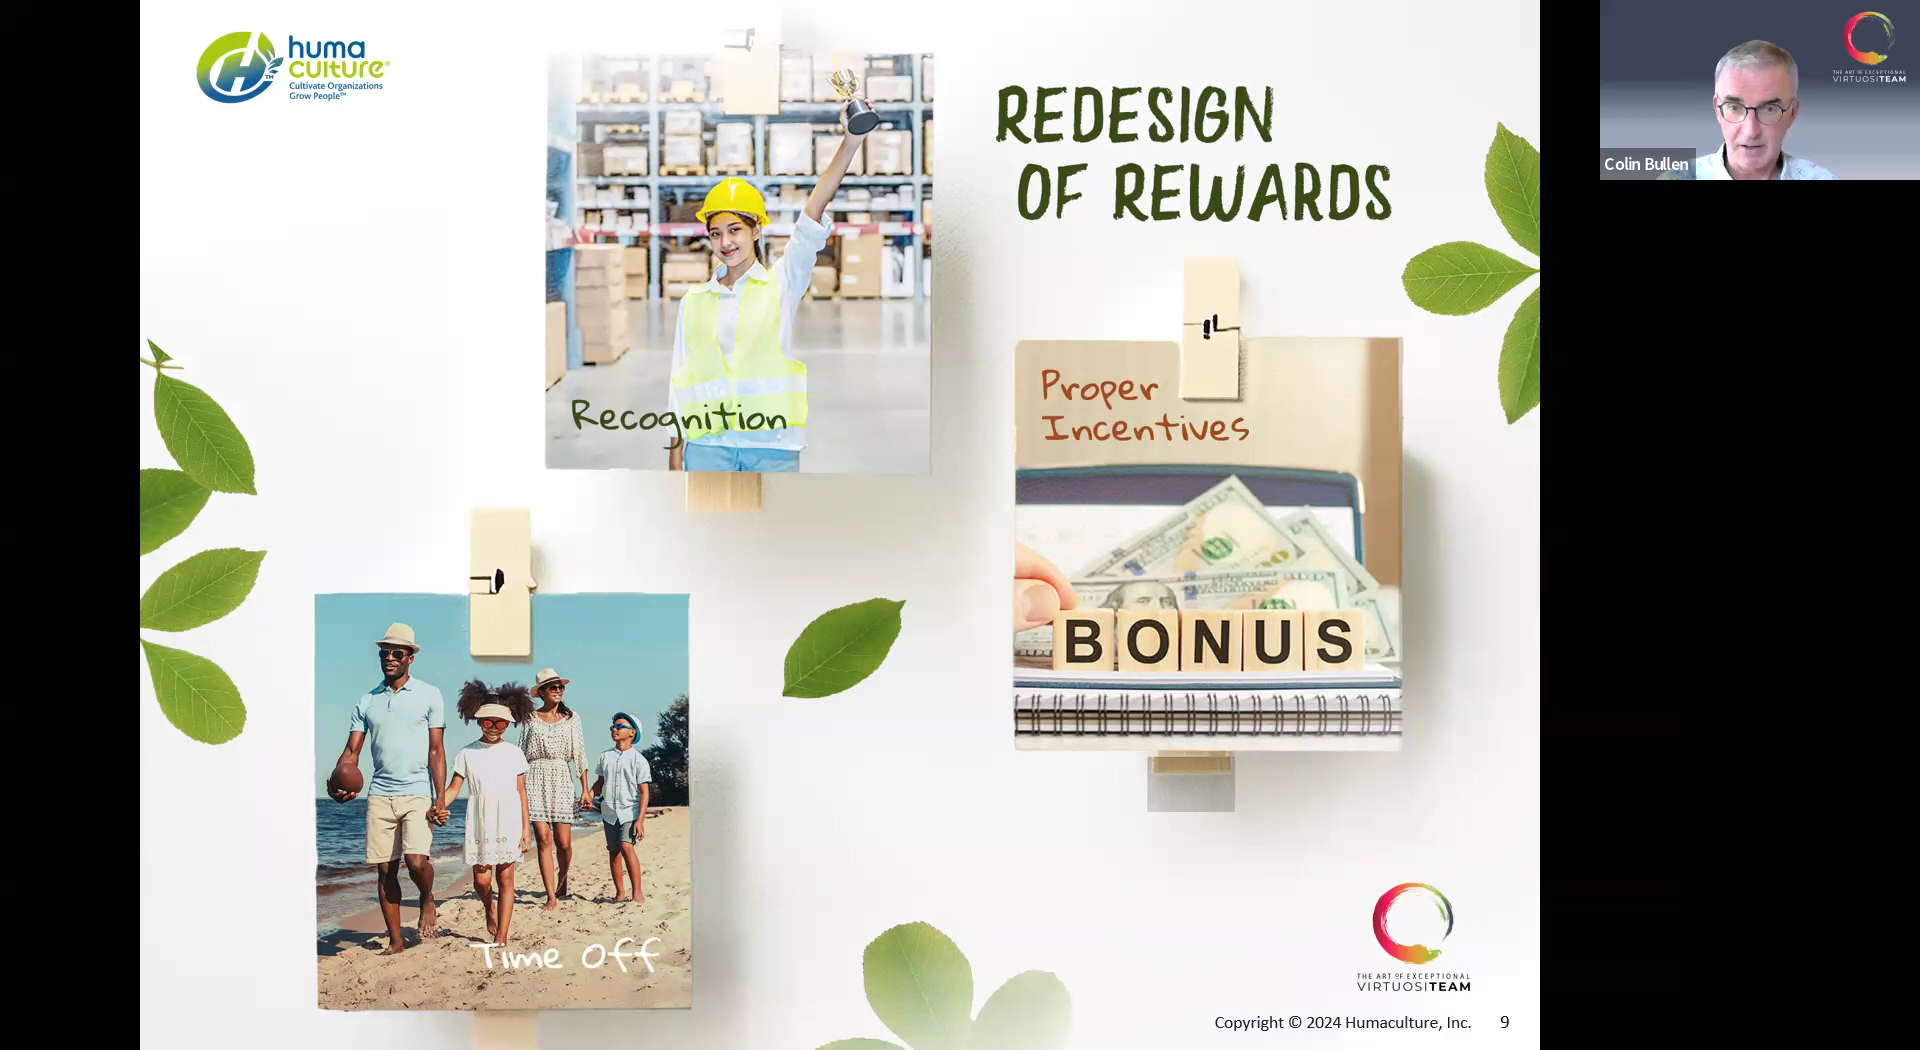 huma
culture®
Cultivate Organizations
Grow People™
REDESIGN
OF REWARDS
Recognition
Proper
Incentives
BONUS
Time Off
THE ART OF EXCEPTIONAL
VIRTUOSITEAM
Copyright © 2024 Humaculture, Inc. 9
THE ART OF EXCEPTIONAL
VIRTUOSITEAM
Colin Bullen